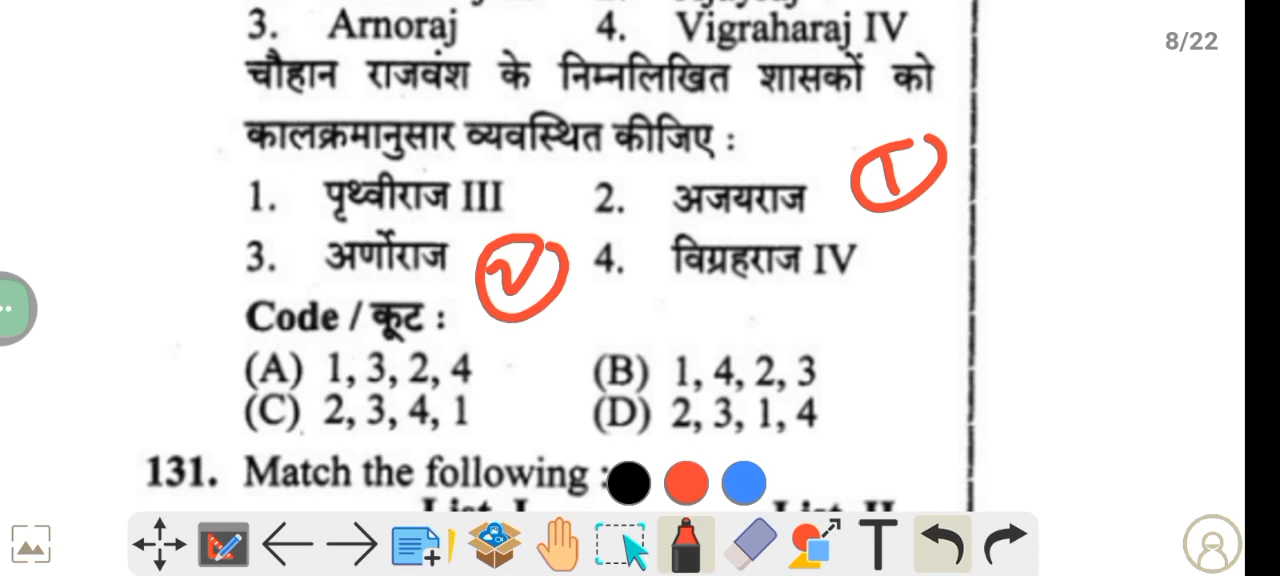 3. Arnoraj 4. Vigraharaj IV
8/22
चौहान राजवंश के निम्नलिखित शासकों को
कालक्रमानुसार व्यवस्थित कीजिए :
1. पृथ्वीराज III 2. अजयराज
3. अर्णोराज 4. विग्रहराज IV
Code / कूट :
(A) 1, 3, 2, 4 (B) 1, 4, 2, 3
(C) 2, 3, 4, 1 (D) 2, 3, 1, 4
131. Match the following :